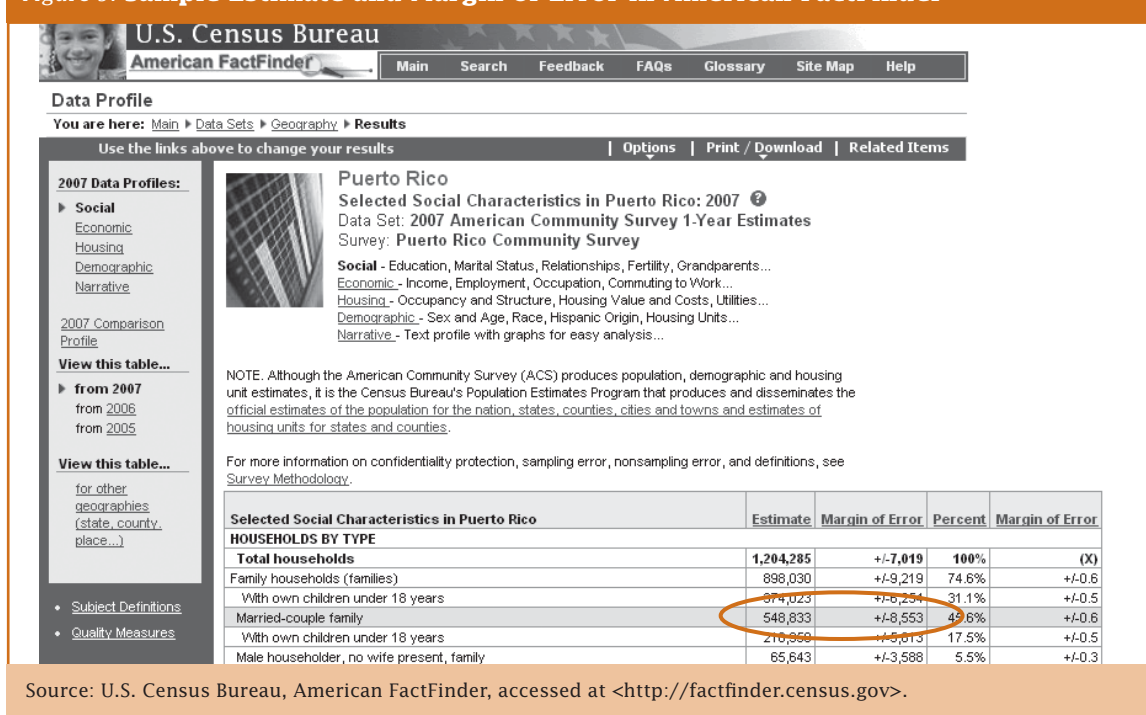 U.S. Census Bureau
American FactFinder
Main Search Feedback FAQs Glossary Site Map Help
Data Profile
You are here: Main ▶ Data Sets ▶ Geography ▶ Results
Use the links above to change your results | Options | Print / Download | Related Items
2007 Data Profiles:
Social
Economic
Housing
Demographic
Narrative
2007 Comparison
Profile
View this table...
from 2007
from 2006
from 2005
View this table...
for other
geographies
(state, county,
place...)
• Subject Definitions
• Quality Measures
Puerto Rico
Selected Social Characteristics in Puerto Rico: 2007 ?
Data Set: 2007 American Community Survey 1-Year Estimates
Survey: Puerto Rico Community Survey
Social - Education, Marital Status, Relationships, Fertility, Grandparents...
Economic - Income, Employment, Occupation, Commuting to Work...
Housing - Occupancy and Structure, Housing Value and Costs, Utilities...
Demographic - Sex and Age, Race, Hispanic Origin, Housing Units...
Narrative - Text profile with graphs for easy analysis...
NOTE. Although the American Community Survey (ACS) produces population, demographic and housing
unit estimates, it is the Census Bureau's Population Estimates Program that produces and disseminates the
official estimates of the population for the nation, states, counties, cities and towns and estimates of
housing units for states and counties.
For more information on confidentiality protection, sampling error, nonsampling error, and definitions, see
Survey Methodology.
Selected Social Characteristics in Puerto Rico Estimate Margin of Error Percent Margin of Error
HOUSEHOLDS BY TYPE
Total households 1,204,285 +/-7,019 100% (X)
Family households (families) 898,030 +/-9,219 74.6% +/-0.6
With own children under 18 years 374,023 +/-6,254 31.1% +/-0.5
Married-couple family 548,833 +/-8,553 45.6% +/-0.6
With own children under 18 years 17.5% +/-0.5
Male householder, no wife present, family 65,643 +/-3,588 5.5% +/-0.3
Source: U.S. Census Bureau, American FactFinder, accessed at <http://factfinder.census.gov>.